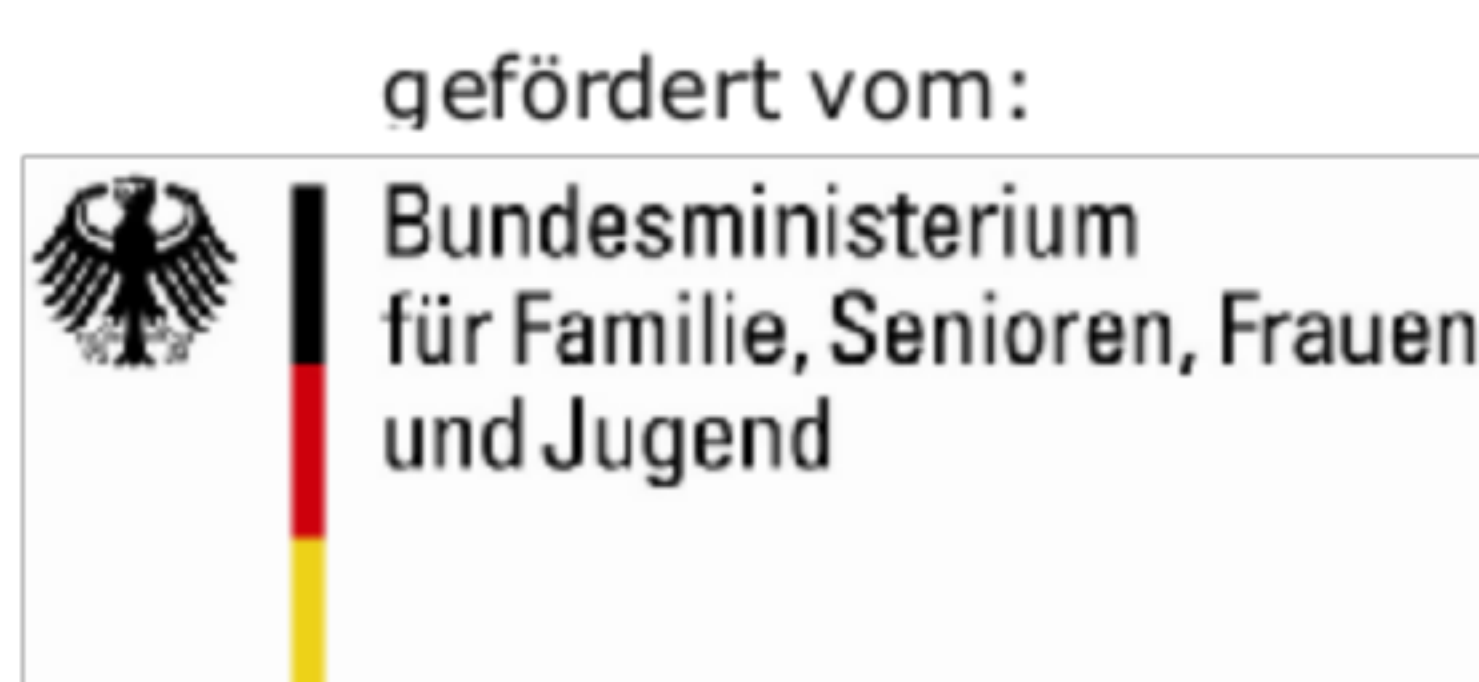 gefördert vom:
Bundesministerium
für Familie, Senioren, Frauen
und Jugend